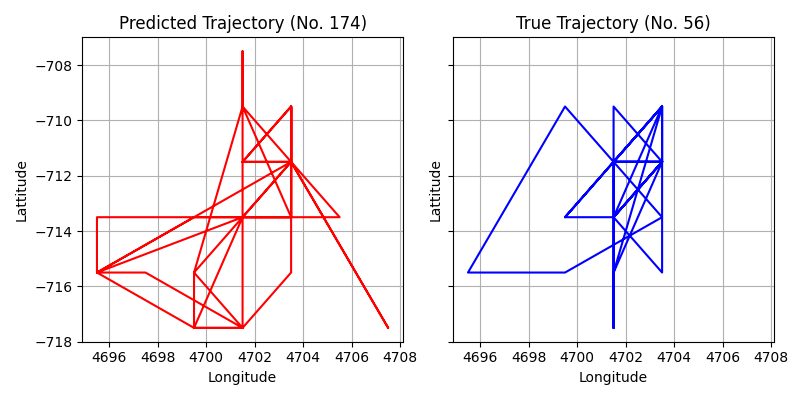 Predicted Trajectory (No. 174)
True Trajectory (No. 56)
−708
−710
−712
−714
−716
−718
Lattitude
Lattitude
4696 4698 4700 4702 4704 4706 4708
4696 4698 4700 4702 4704 4706 4708
Longitude
Longitude